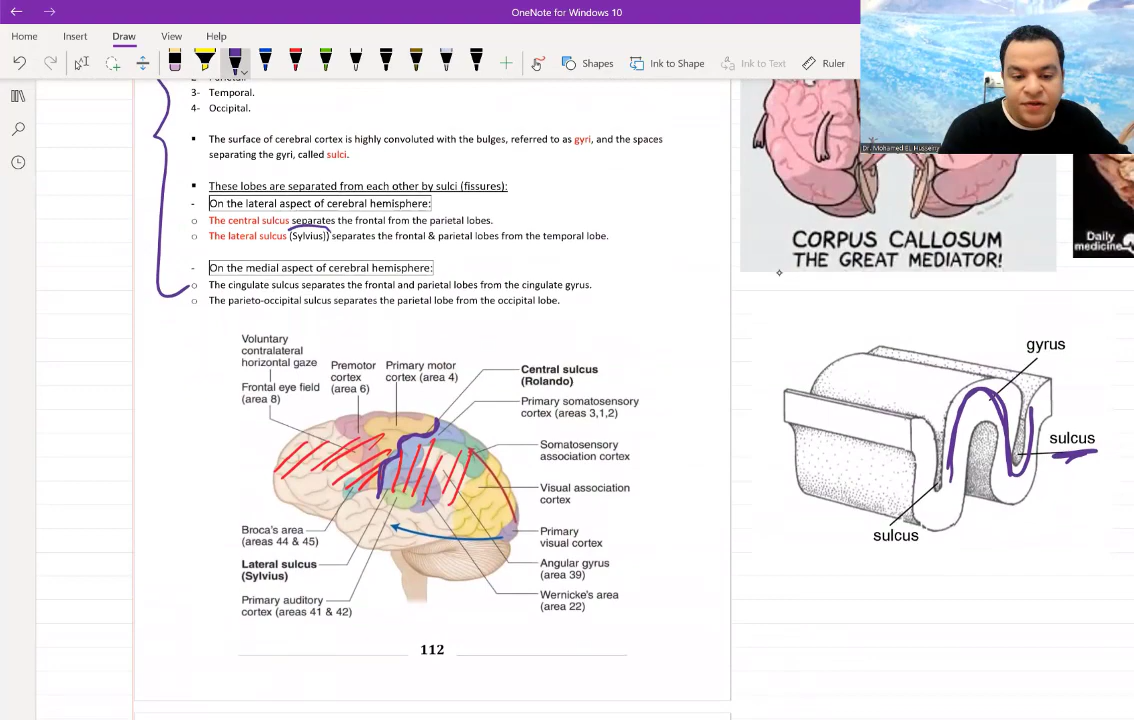 OneNote for Windows 10
Home Insert Draw View Help
Shapes Ink to Shape Ink to Text Ruler
3- Temporal.
4- Occipital.
▪ The surface of cerebral cortex is highly convoluted with the bulges, referred to as gyri, and the spaces
separating the gyri, called sulci.
▪ These lobes are separated from each other by sulci (fissures):
- On the lateral aspect of cerebral hemisphere:
o The central sulcus separates the frontal from the parietal lobes.
o The lateral sulcus (Sylvius)) separates the frontal & parietal lobes from the temporal lobe.
- On the medial aspect of cerebral hemisphere:
o The cingulate sulcus separates the frontal and parietal lobes from the cingulate gyrus.
o The parieto-occipital sulcus separates the parietal lobe from the occipital lobe.
Voluntary
contralateral
horizontal gaze
Frontal eye field
(area 8)
Premotor
cortex
(area 6)
Primary motor
cortex (area 4)
Central sulcus
(Rolando)
Primary somatosensory
cortex (areas 3,1,2)
Somatosensory
association cortex
Visual association
cortex
Primary
visual cortex
Angular gyrus
(area 39)
Wernicke's area
(area 22)
Broca's area
(areas 44 & 45)
Lateral sulcus
(Sylvius)
Primary auditory
cortex (areas 41 & 42)
112
Dr. Mohamed EL Husseiny
CORPUS CALLOSUM
THE GREAT MEDIATOR!
Daily
medicine
gyrus
sulcus
sulcus